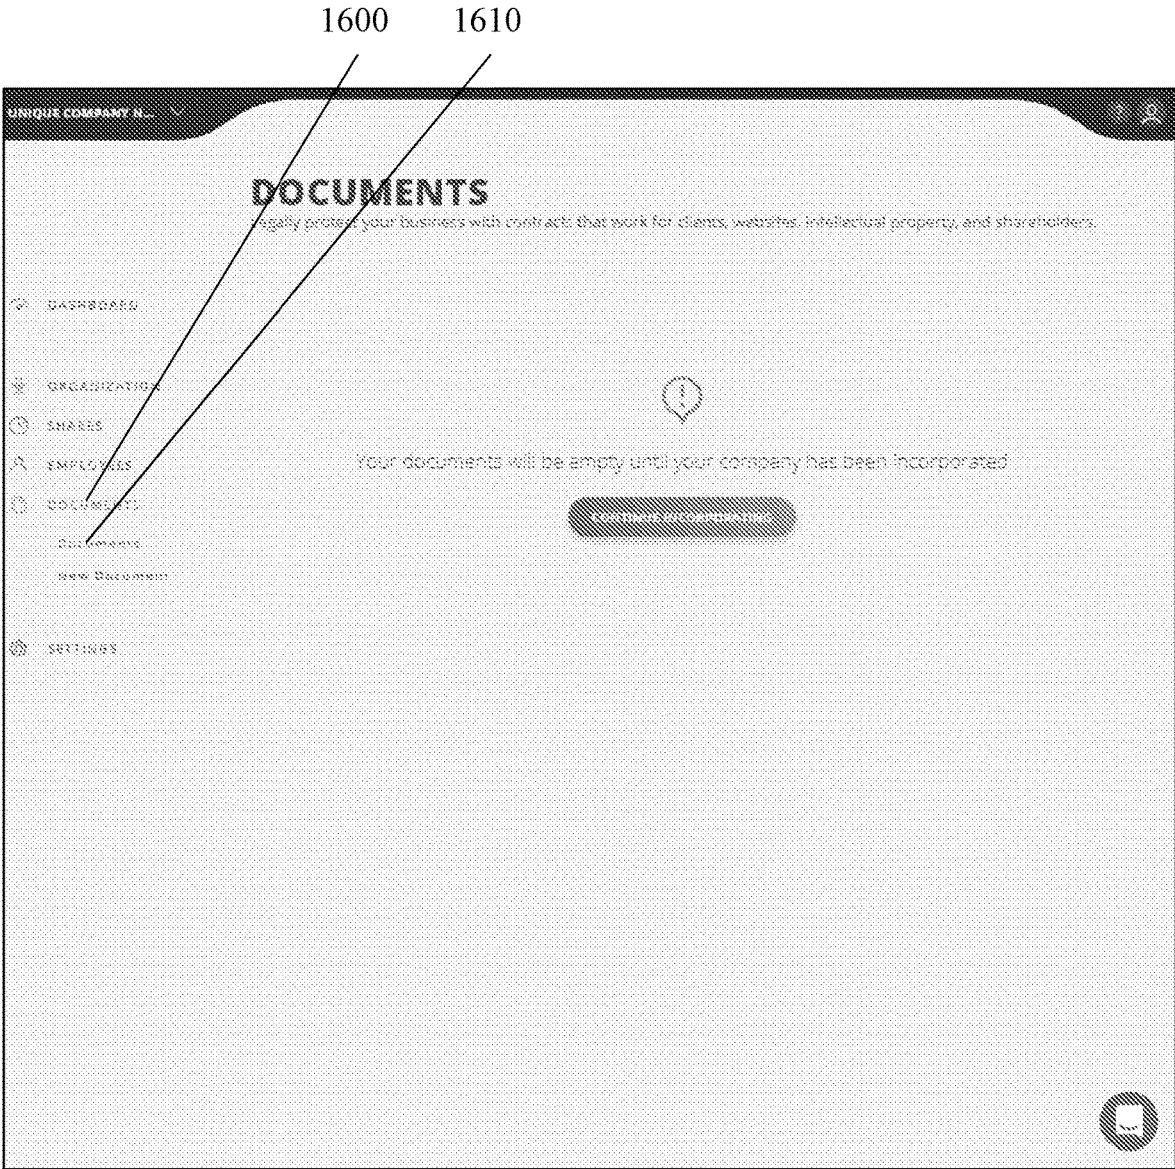 1600 1610
UNIQUE COMPANY N...
DOCUMENTS
Legally protect your business with contracts that work for clients, websites, intellectual property, and shareholders.
DASHBOARD
ORGANIZATION
SHARES
EMPLOYEES
Your documents will be empty until your company has been incorporated
DOCUMENTS
Documents
New Document
SETTINGS